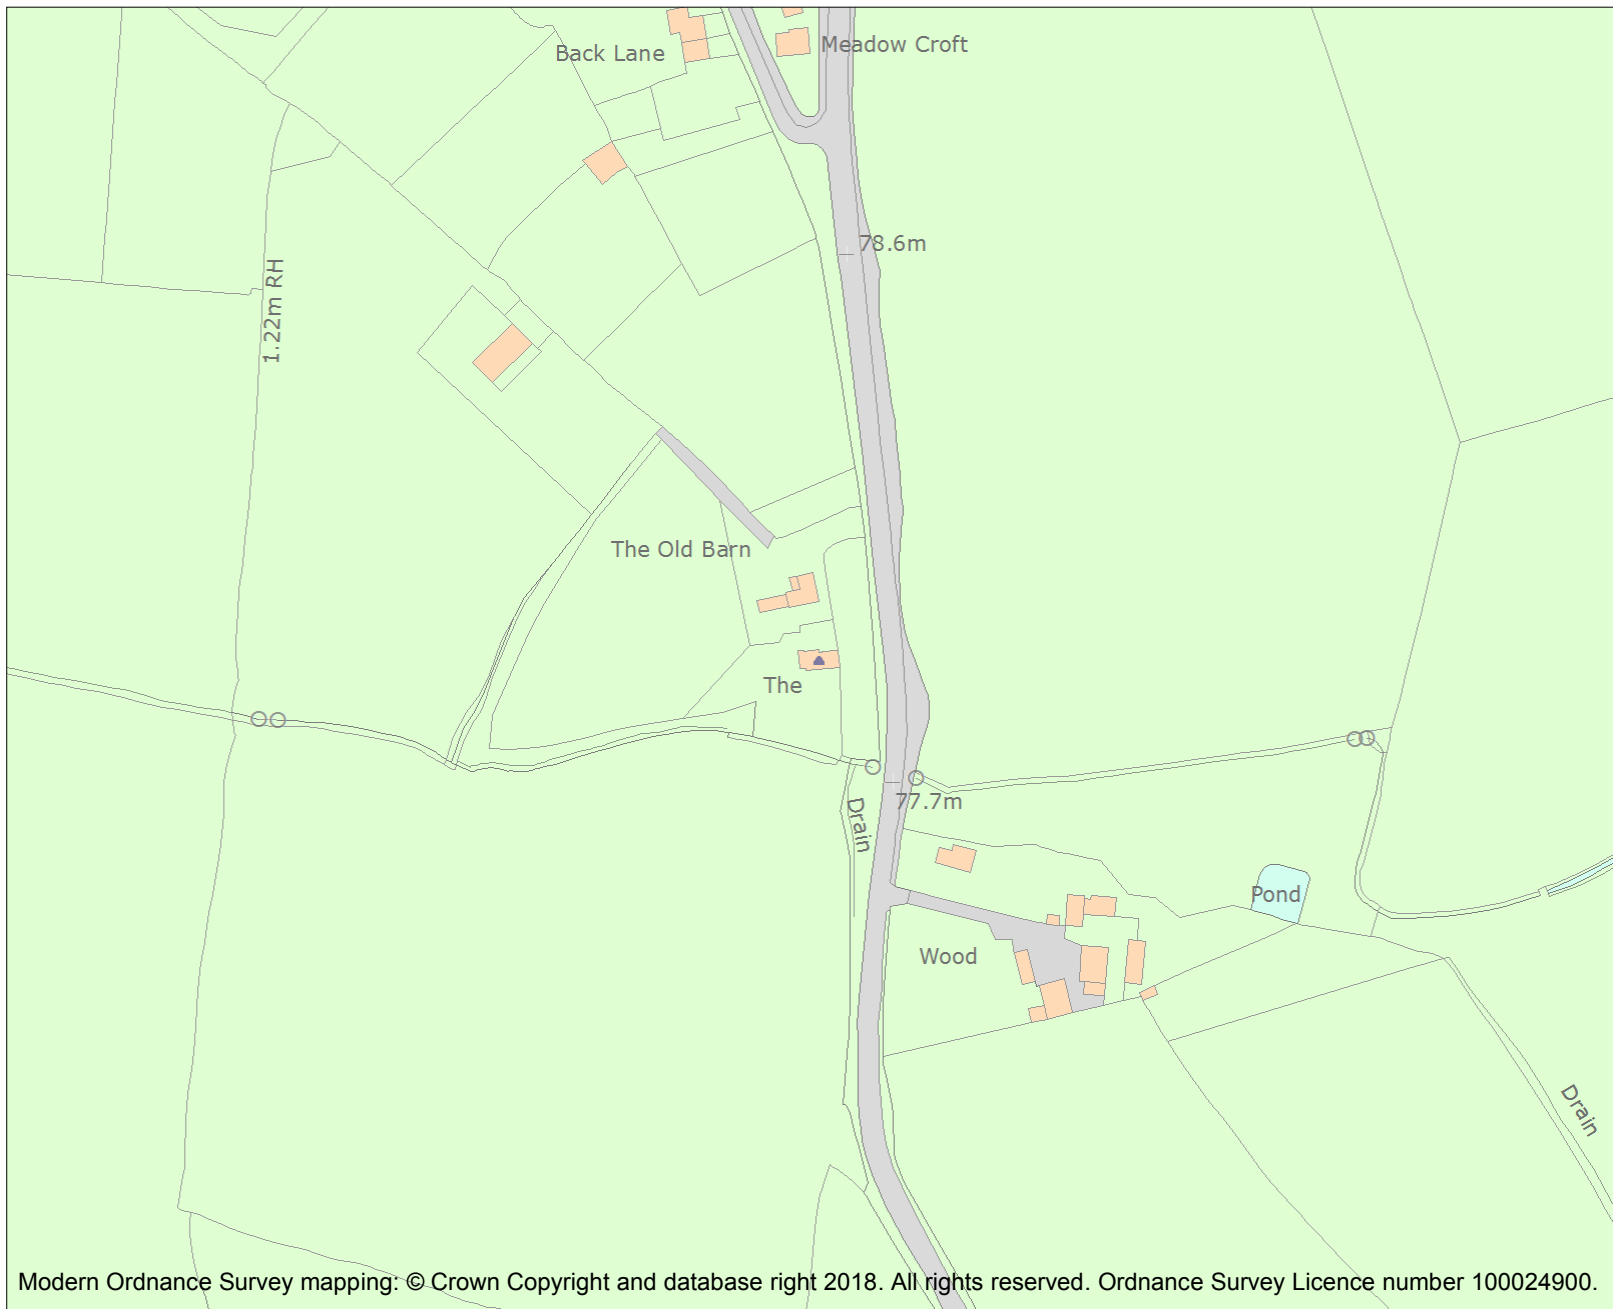 Meadow Croft
Back Lane
78.6m
1.22m RH
The Old Barn
The
77.7m
Drain
Pond
Wood
Drain
Modern Ordnance Survey mapping: © Crown Copyright and database right 2018. All rights reserved. Ordnance Survey Licence number 100024900.